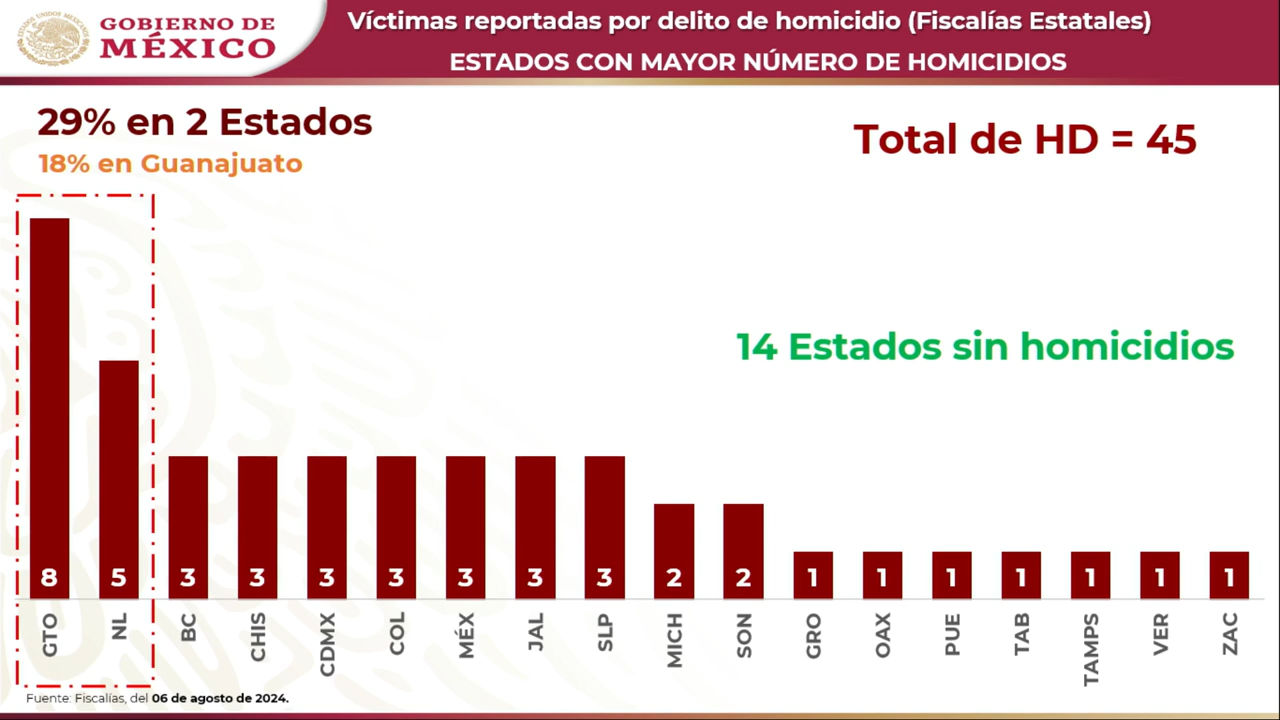 GOBIERNO DE
MÉXICO
Víctimas reportadas por delito de homicidio (Fiscalías Estatales)
ESTADOS CON MAYOR NÚMERO DE HOMICIDIOS
29% en 2 Estados
18% en Guanajuato
Total de HD = 45
14 Estados sin homicidios
8 5 3 3 3 3 3 3 3 2 2 1 1 1 1 1 1 1
GTO NL BC CHIS CDMX COL MÉX JAL SLP MICH SON GRO OAX PUE TAB TAMPS VER ZAC
Fuente: Fiscalías, del 06 de agosto de 2024.